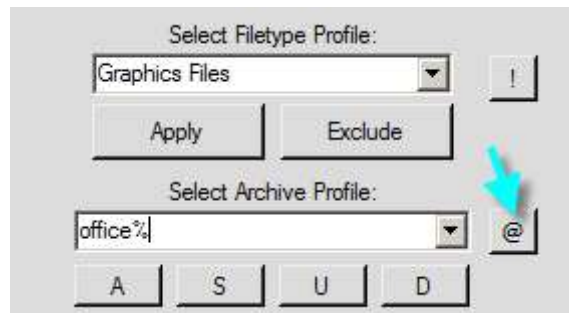 Select Filetype Profile:
Graphics Files
!
Apply Exclude
Select Archive Profile:
office%
@
A S U D